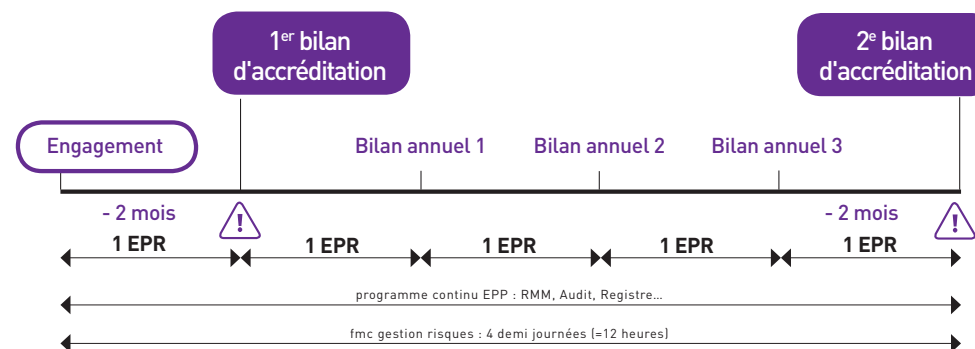 1er bilan
d'accréditation
2e bilan
d'accréditation
Engagement
Bilan annuel 1
Bilan annuel 2
Bilan annuel 3
- 2 mois
!
- 2 mois
!
1 EPR
1 EPR
1 EPR
1 EPR
1 EPR
programme continu EPP : RMM, Audit, Registre...
fmc gestion risques : 4 demi journées (=12 heures)